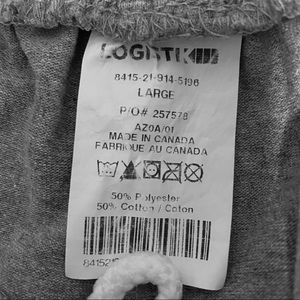 LOGISTIK
8415-21-914-5196
LARGE
P/O# 257578
AZ0A/01
MADE IN CANADA
FABRIQUE AU CANADA
50% Polyester
50% Cotton / Coton